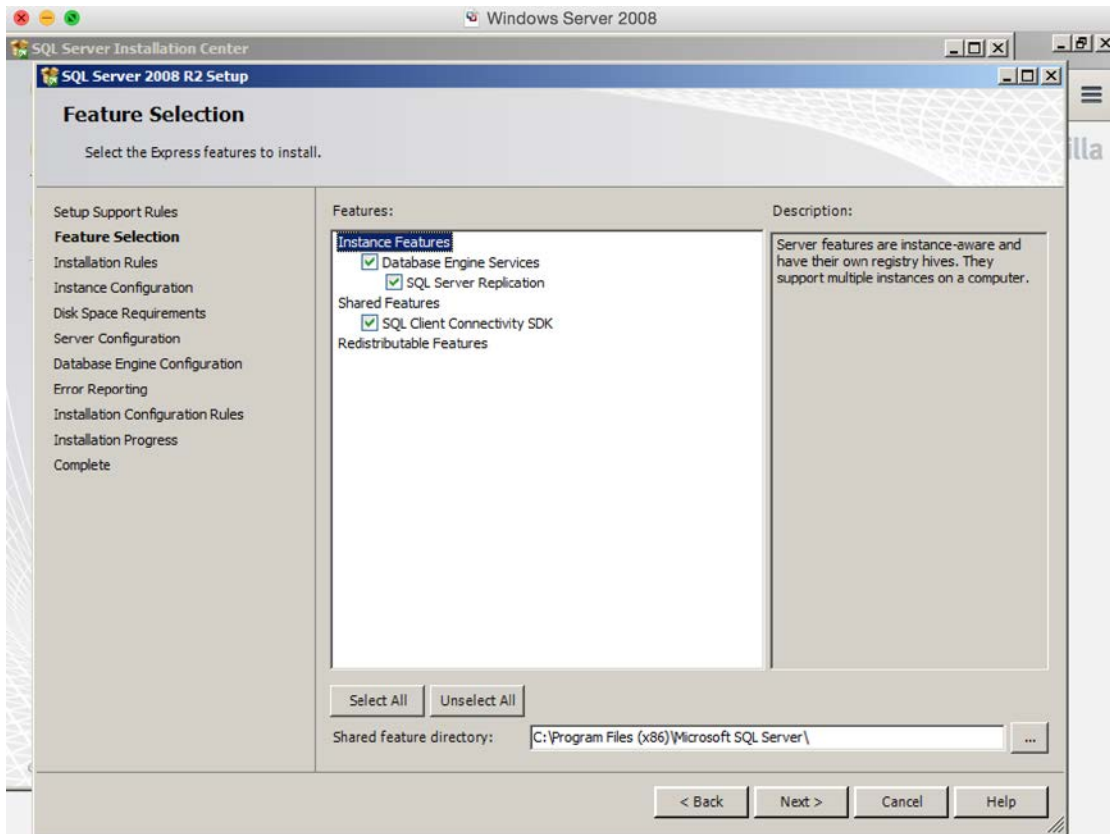 Windows Server 2008
SQL Server Installation Center
SQL Server 2008 R2 Setup
Feature Selection
Select the Express features to install.
illa
Setup Support Rules
Feature Selection
Installation Rules
Instance Configuration
Disk Space Requirements
Server Configuration
Database Engine Configuration
Error Reporting
Installation Configuration Rules
Installation Progress
Complete
Features:
Instance Features
Database Engine Services
SQL Server Replication
Shared Features
SQL Client Connectivity SDK
Redistributable Features
Description:
Server features are instance-aware and
have their own registry hives. They
support multiple instances on a computer.
Select All
Unselect All
Shared feature directory:
C:\Program Files (x86)\Microsoft SQL Server\
...
< Back
Next >
Cancel
Help